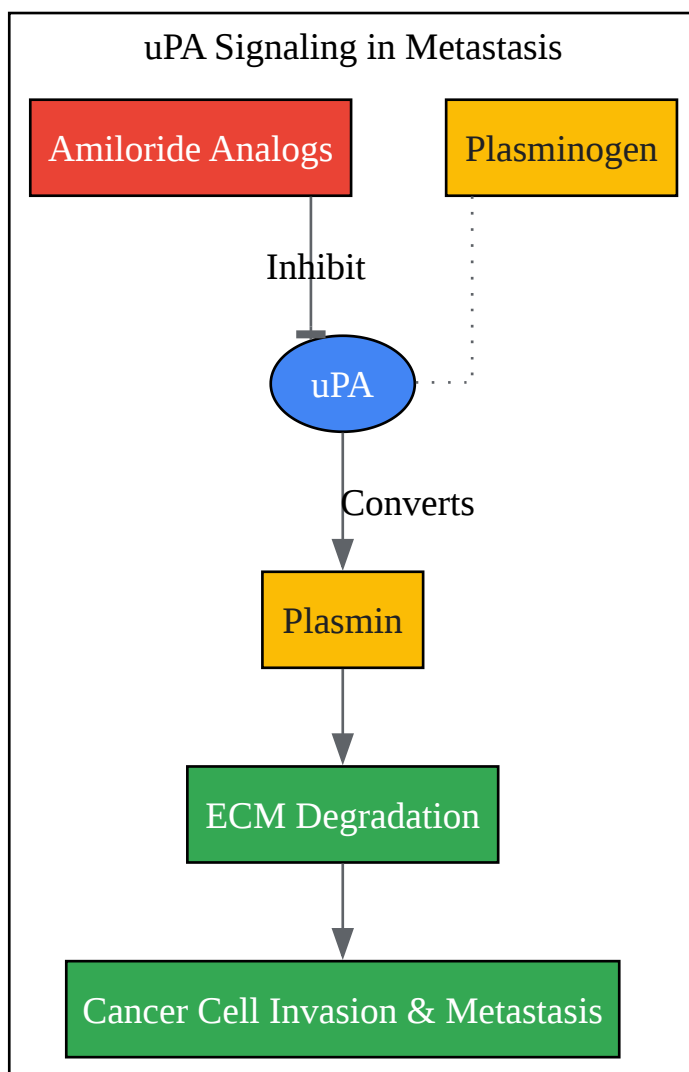 uPA Signaling in Metastasis
Amiloride Analogs
Plasminogen
Inhibit
uPA
Converts
Plasmin
ECM Degradation
Cancer Cell Invasion & Metastasis